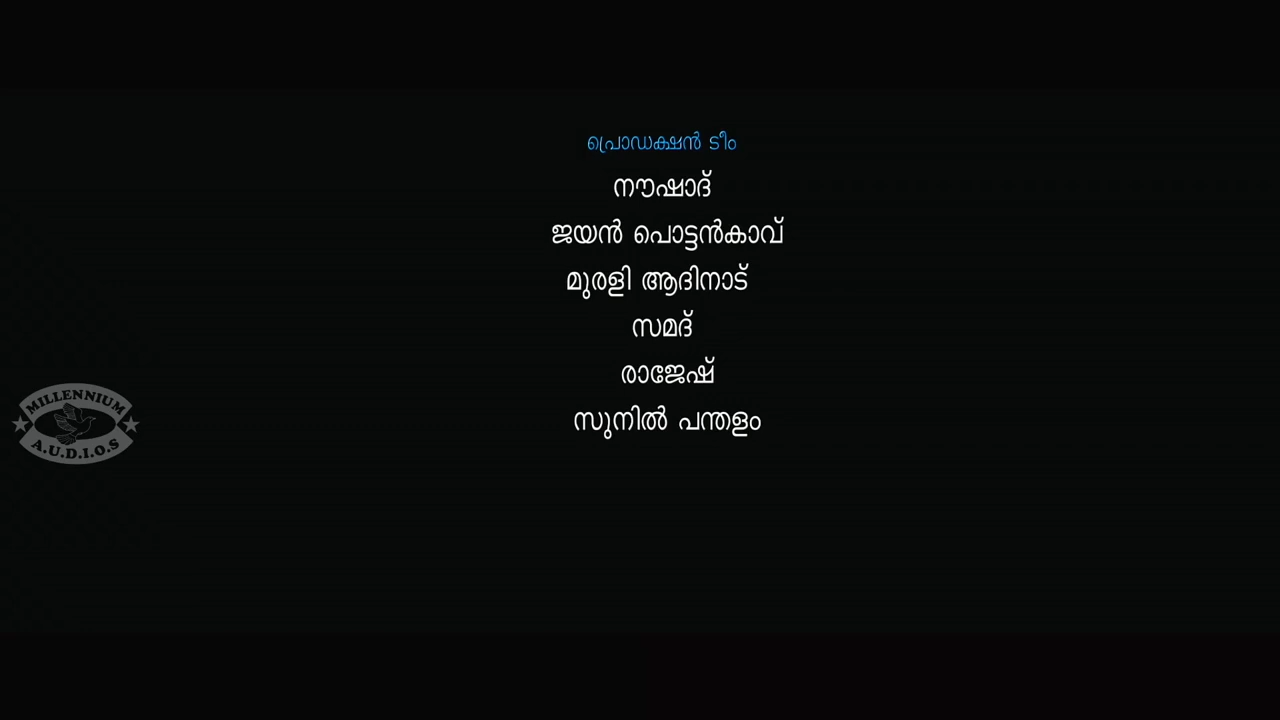 പ്രൊഡക്ഷൻ ടീം
നൗഷാദ്
ജയൻ പൊട്ടൻകാവ്
മുരളി ആദിനാട്
സമദ്
രാജേഷ്
സുനിൽ പന്തളം
MILLENNIUM
A.U.D.I.O.S